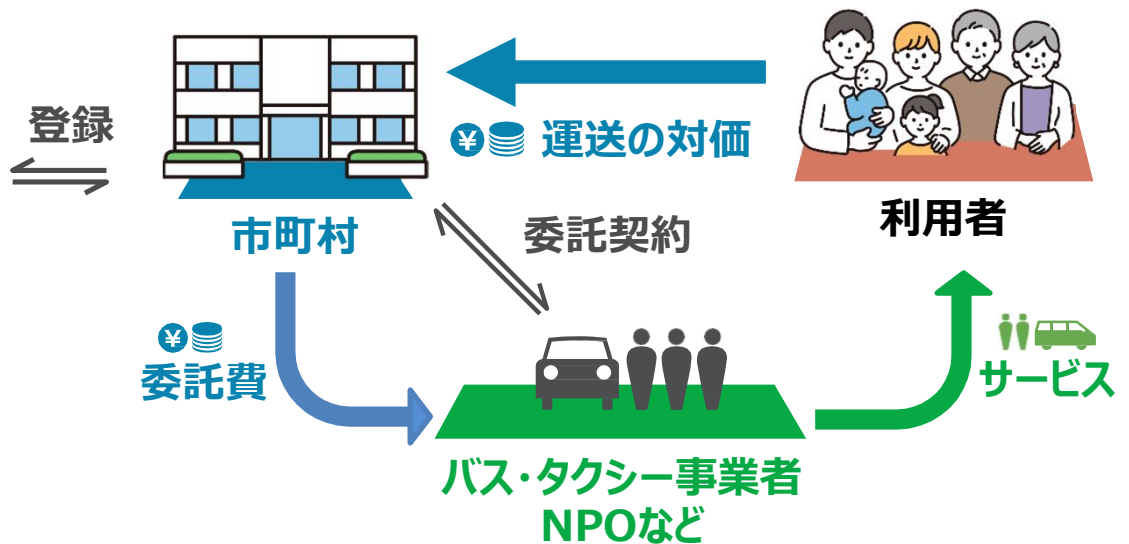 登録
市町村
¥ 運送の対価
利用者
委託契約
¥
委託費
サービス
バス・タクシー事業者
NPOなど